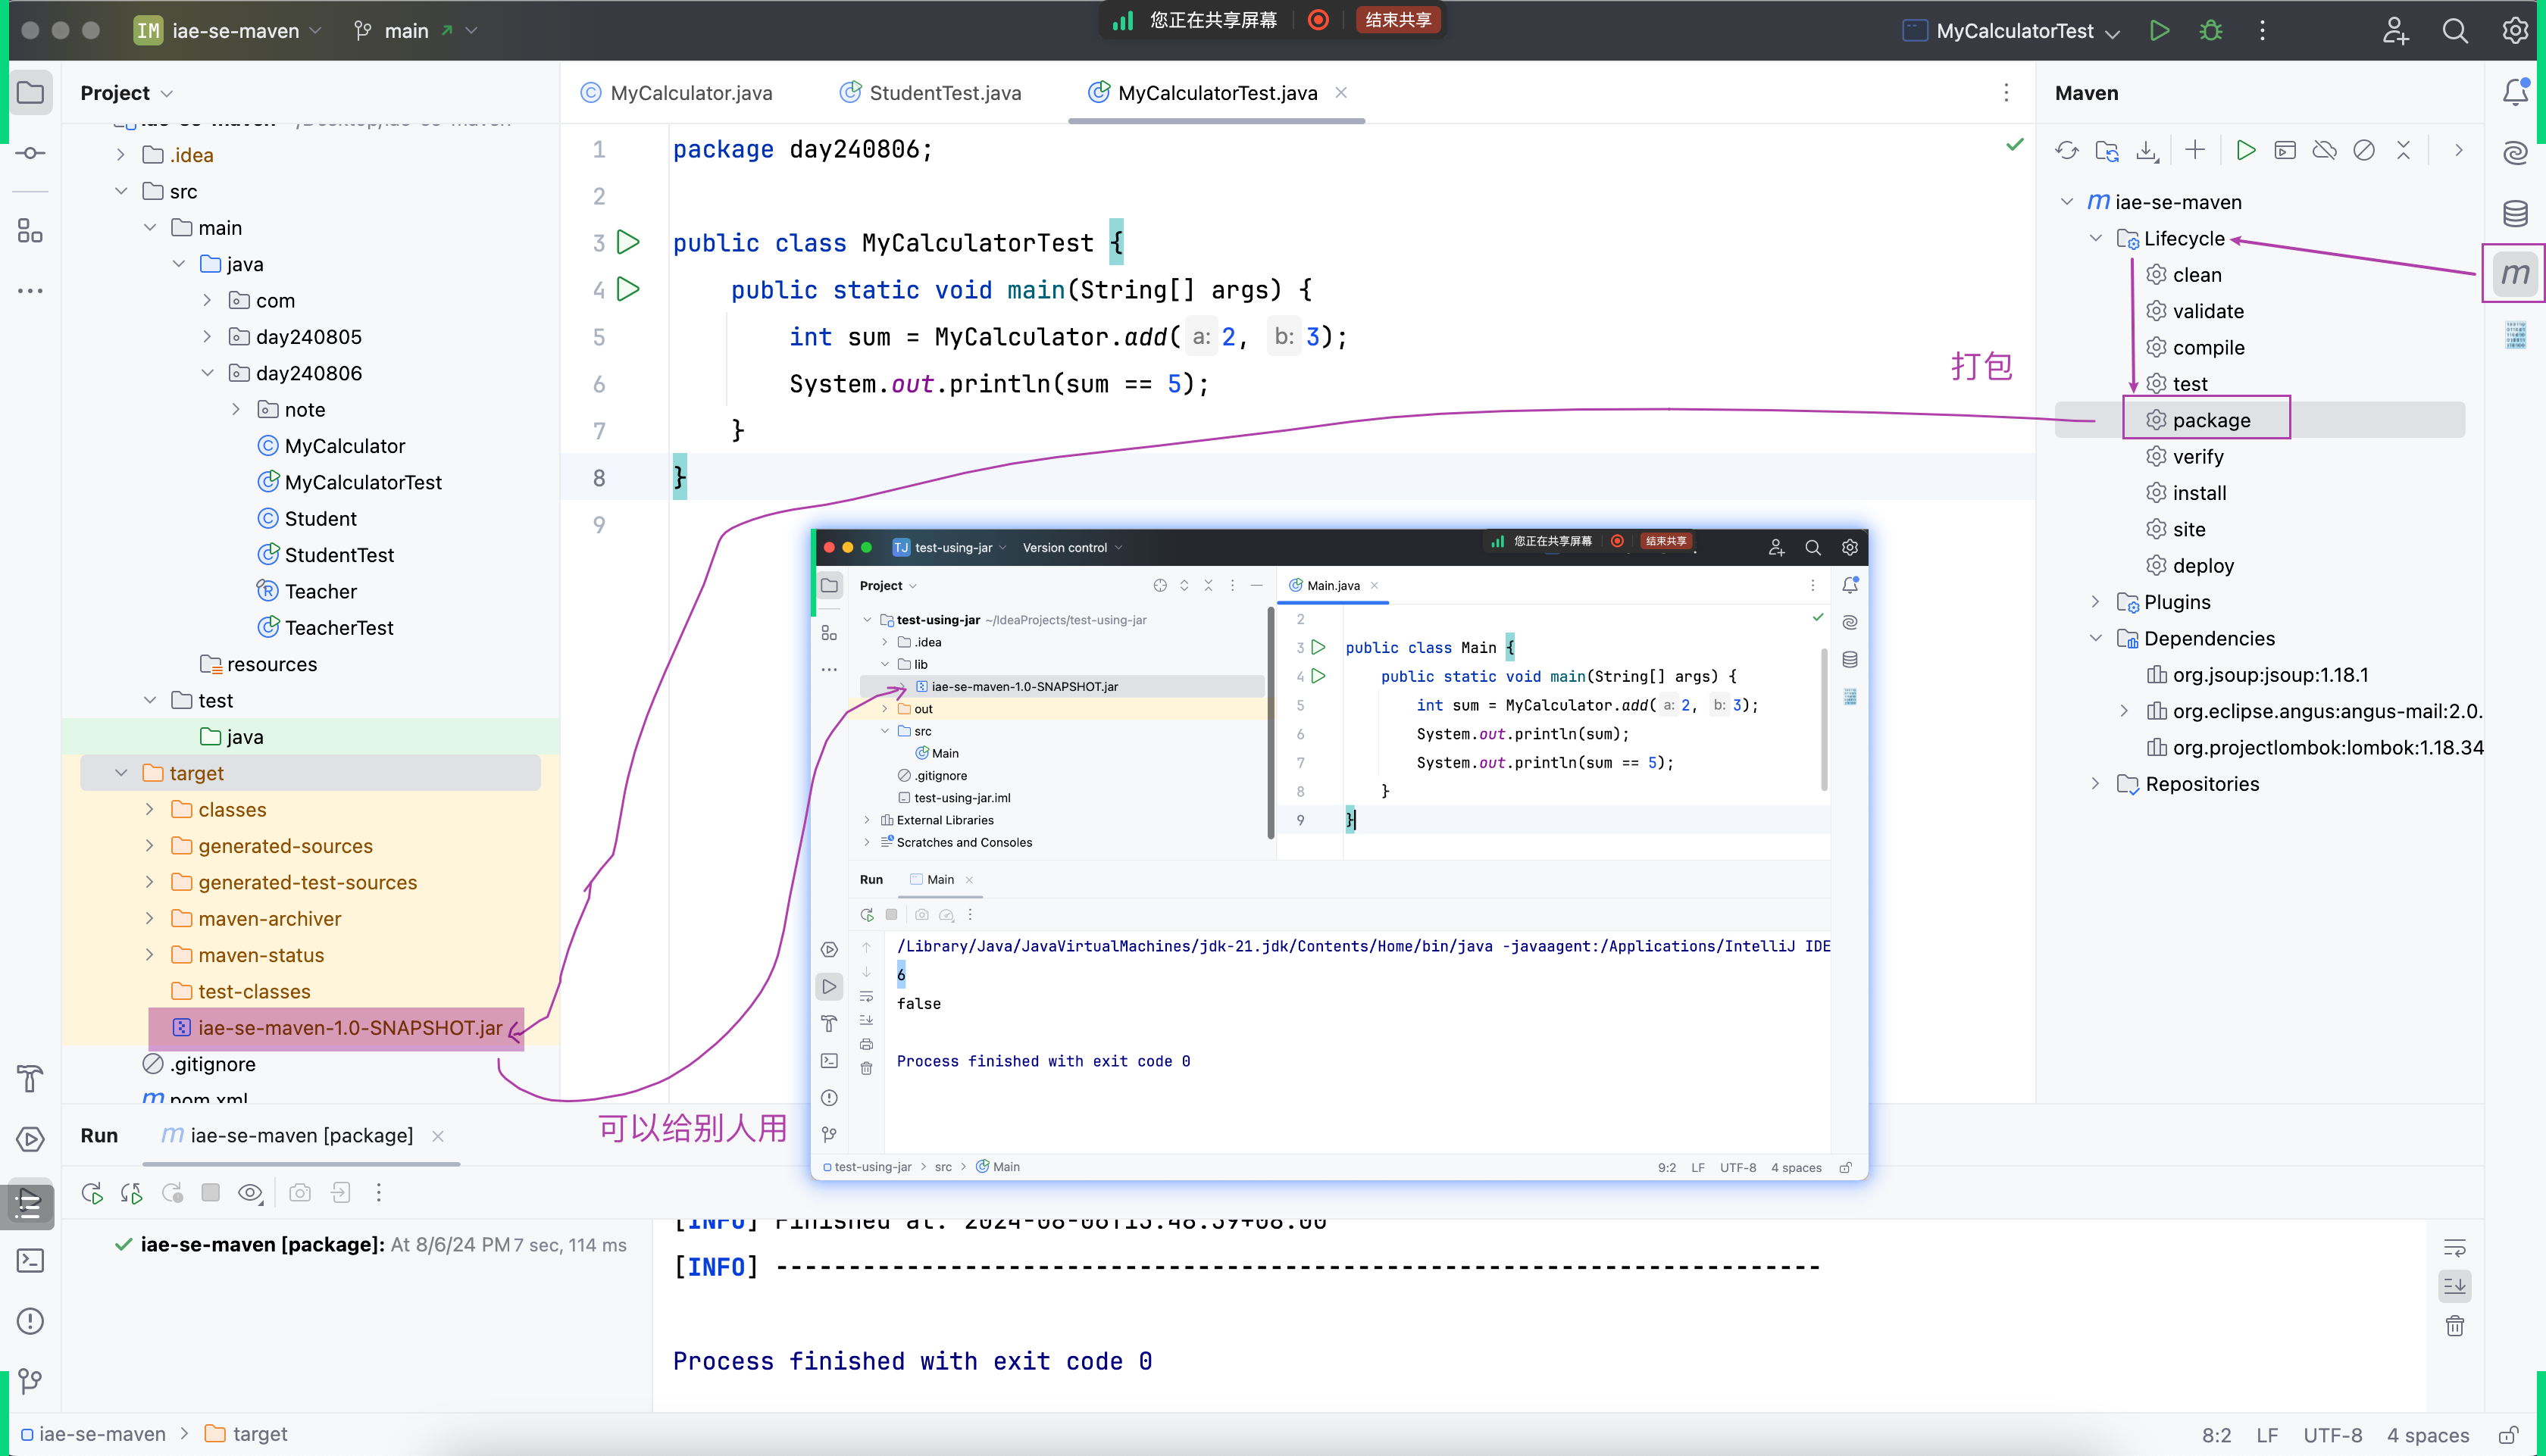 IM iae-se-maven main
您正在共享屏幕 结束共享
MyCalculatorTest
Project
.idea
src
main
java
com
day240805
day240806
note
MyCalculator
MyCalculatorTest
Student
StudentTest
Teacher
TeacherTest
resources
test
java
target
classes
generated-sources
generated-test-sources
maven-archiver
maven-status
test-classes
iae-se-maven-1.0-SNAPSHOT.jar
.gitignore
MyCalculator.java StudentTest.java MyCalculatorTest.java
1 package day240806;
2
3 public class MyCalculatorTest {
4 public static void main(String[] args) {
5 int sum = MyCalculator.add( a: 2, b: 3);
6 System.out.println(sum == 5);
7 }
8 }
9
打包
可以给别人用
TJ test-using-jar Version control
您正在共享屏幕 结束共享
Project
test-using-jar ~/IdeaProjects/test-using-jar
.idea
lib
iae-se-maven-1.0-SNAPSHOT.jar
out
src
Main
.gitignore
test-using-jar.iml
External Libraries
Scratches and Consoles
Main.java
2
3 public class Main {
4 public static void main(String[] args) {
5 int sum = MyCalculator.add( a: 2, b: 3);
6 System.out.println(sum);
7 System.out.println(sum == 5);
8 }
9 }
Run Main
/Library/Java/JavaVirtualMachines/jdk-21.jdk/Contents/Home/bin/java -javaagent:/Applications/IntelliJ IDE
6
false
Process finished with exit code 0
test-using-jar > src > Main
9:2 LF UTF-8 4 spaces
Maven
iae-se-maven
Lifecycle
clean
validate
compile
test
package
verify
install
site
deploy
Plugins
Dependencies
org.jsoup:jsoup:1.18.1
org.eclipse.angus:angus-mail:2.0.
org.projectlombok:lombok:1.18.34
Repositories
Run iae-se-maven [package]
iae-se-maven [package]: At 8/6/24 PM 7 sec, 114 ms
[INFO] ------------------------------------------------------------------------
Process finished with exit code 0
iae-se-maven > target
8:2 LF UTF-8 4 spaces